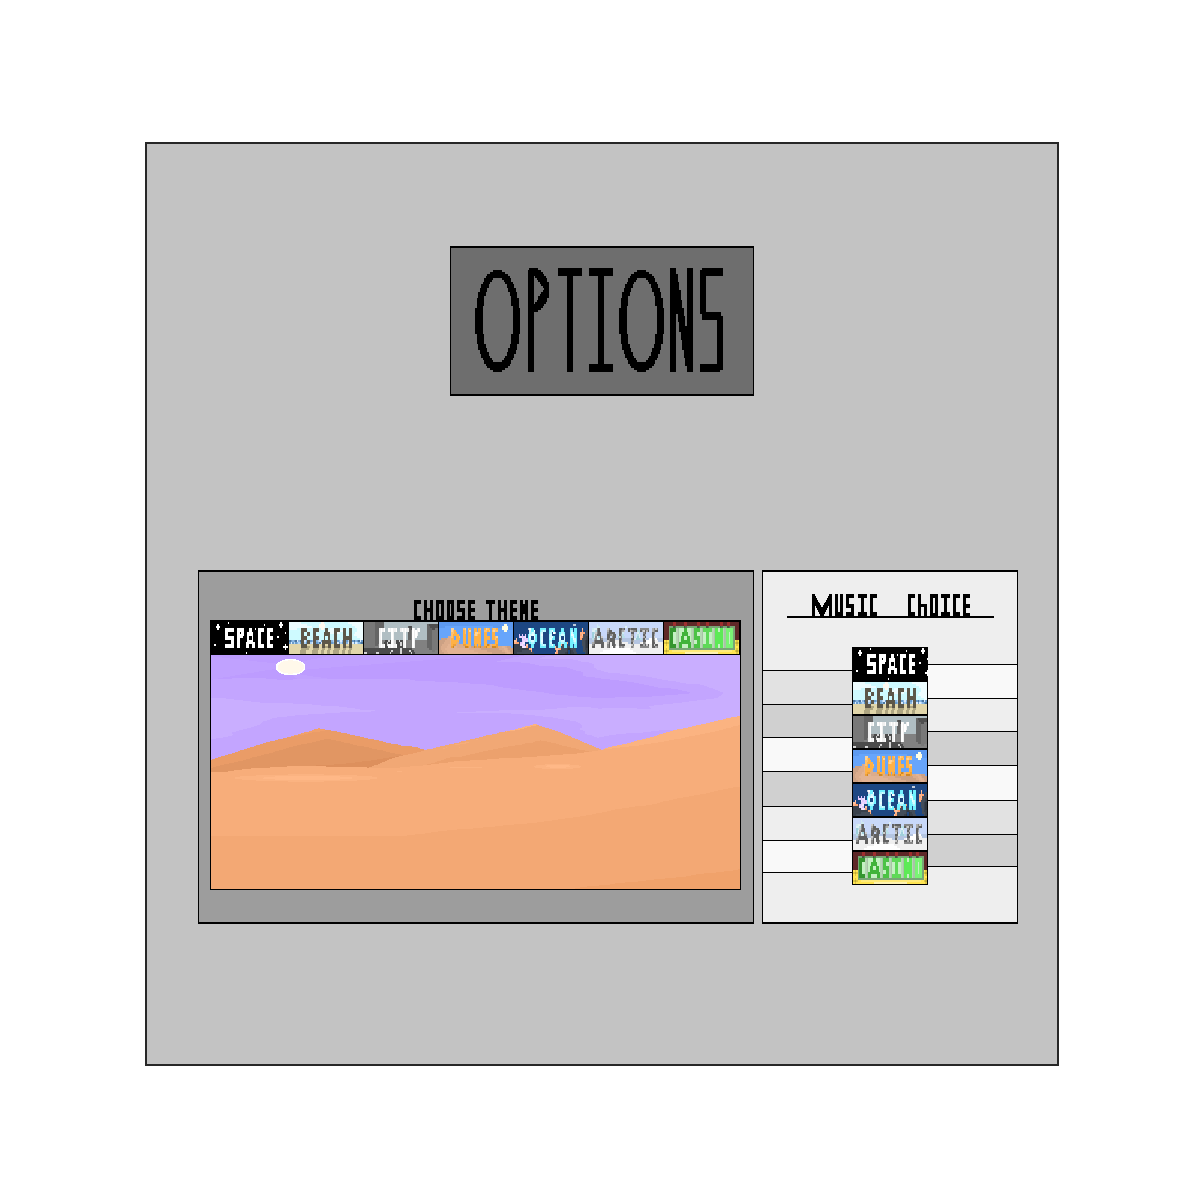 OPTIONS
CHOOSE THEME
SPACE BEACH CITY DUNES OCEAN ARCTIC CASINO
MUSIC ChOICE
SPACE
BEACH
CITY
DUNES
OCEAN
ARCTIC
CASINO